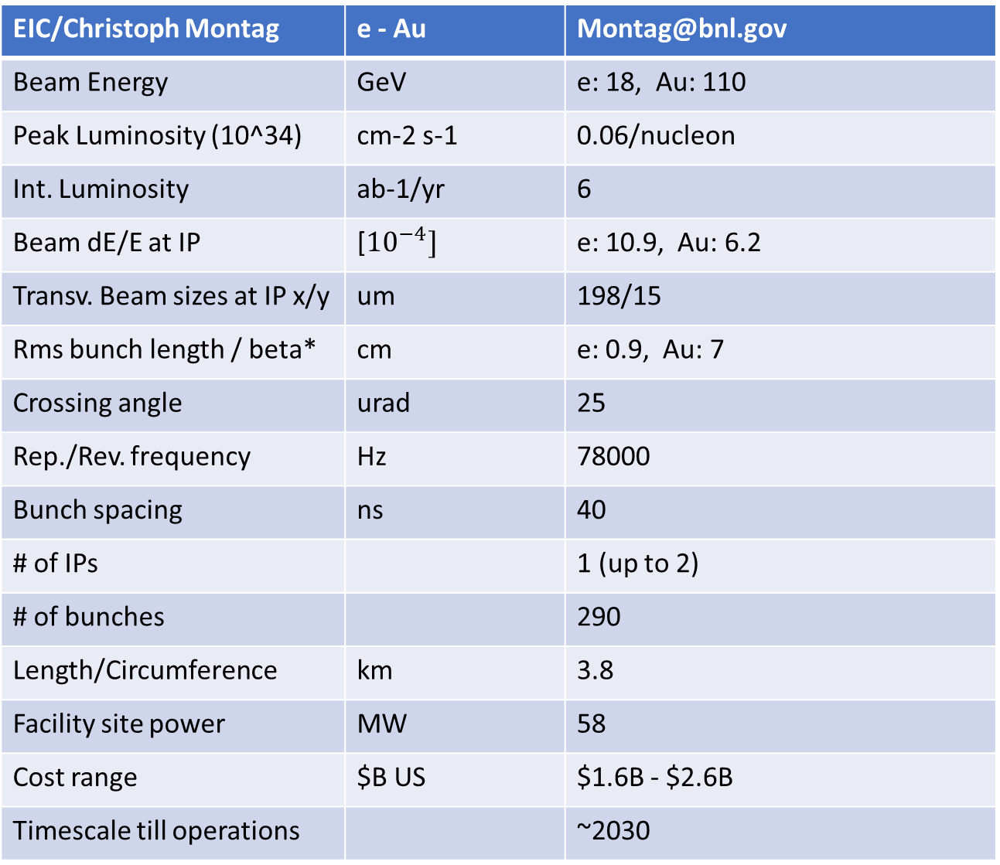 EIC/Christoph Montag e - Au Montag@bnl.gov
Beam Energy GeV e: 18, Au: 110
Peak Luminosity (10^34) cm-2 s-1 0.06/nucleon
Int. Luminosity ab-1/yr 6
Beam dE/E at IP [10⁻⁴] e: 10.9, Au: 6.2
Transv. Beam sizes at IP x/y um 198/15
Rms bunch length / beta* cm e: 0.9, Au: 7
Crossing angle urad 25
Rep./Rev. frequency Hz 78000
Bunch spacing ns 40
# of IPs 1 (up to 2)
# of bunches 290
Length/Circumference km 3.8
Facility site power MW 58
Cost range $B US $1.6B - $2.6B
Timescale till operations ~2030